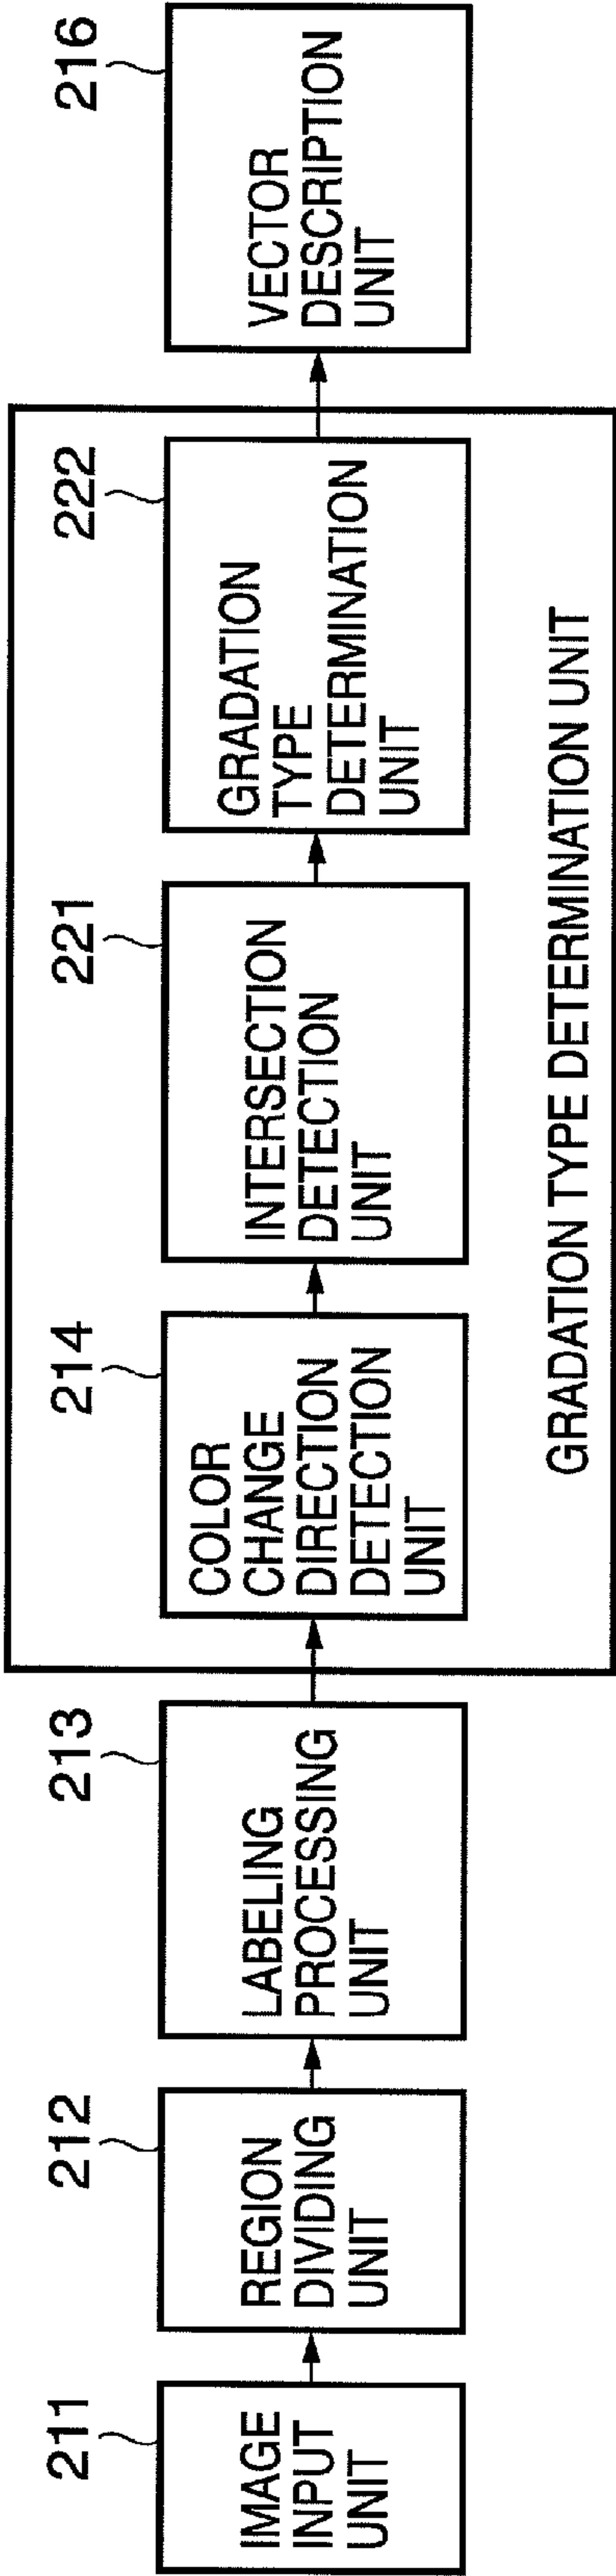 211
IMAGE
INPUT
UNIT
212
REGION
DIVIDING
UNIT
213
LABELING
PROCESSING
UNIT
214
COLOR
CHANGE
DIRECTION
DETECTION
UNIT
221
INTERSECTION
DETECTION
UNIT
222
GRADATION
TYPE
DETERMINATION
UNIT
GRADATION TYPE DETERMINATION UNIT
216
VECTOR
DESCRIPTION
UNIT